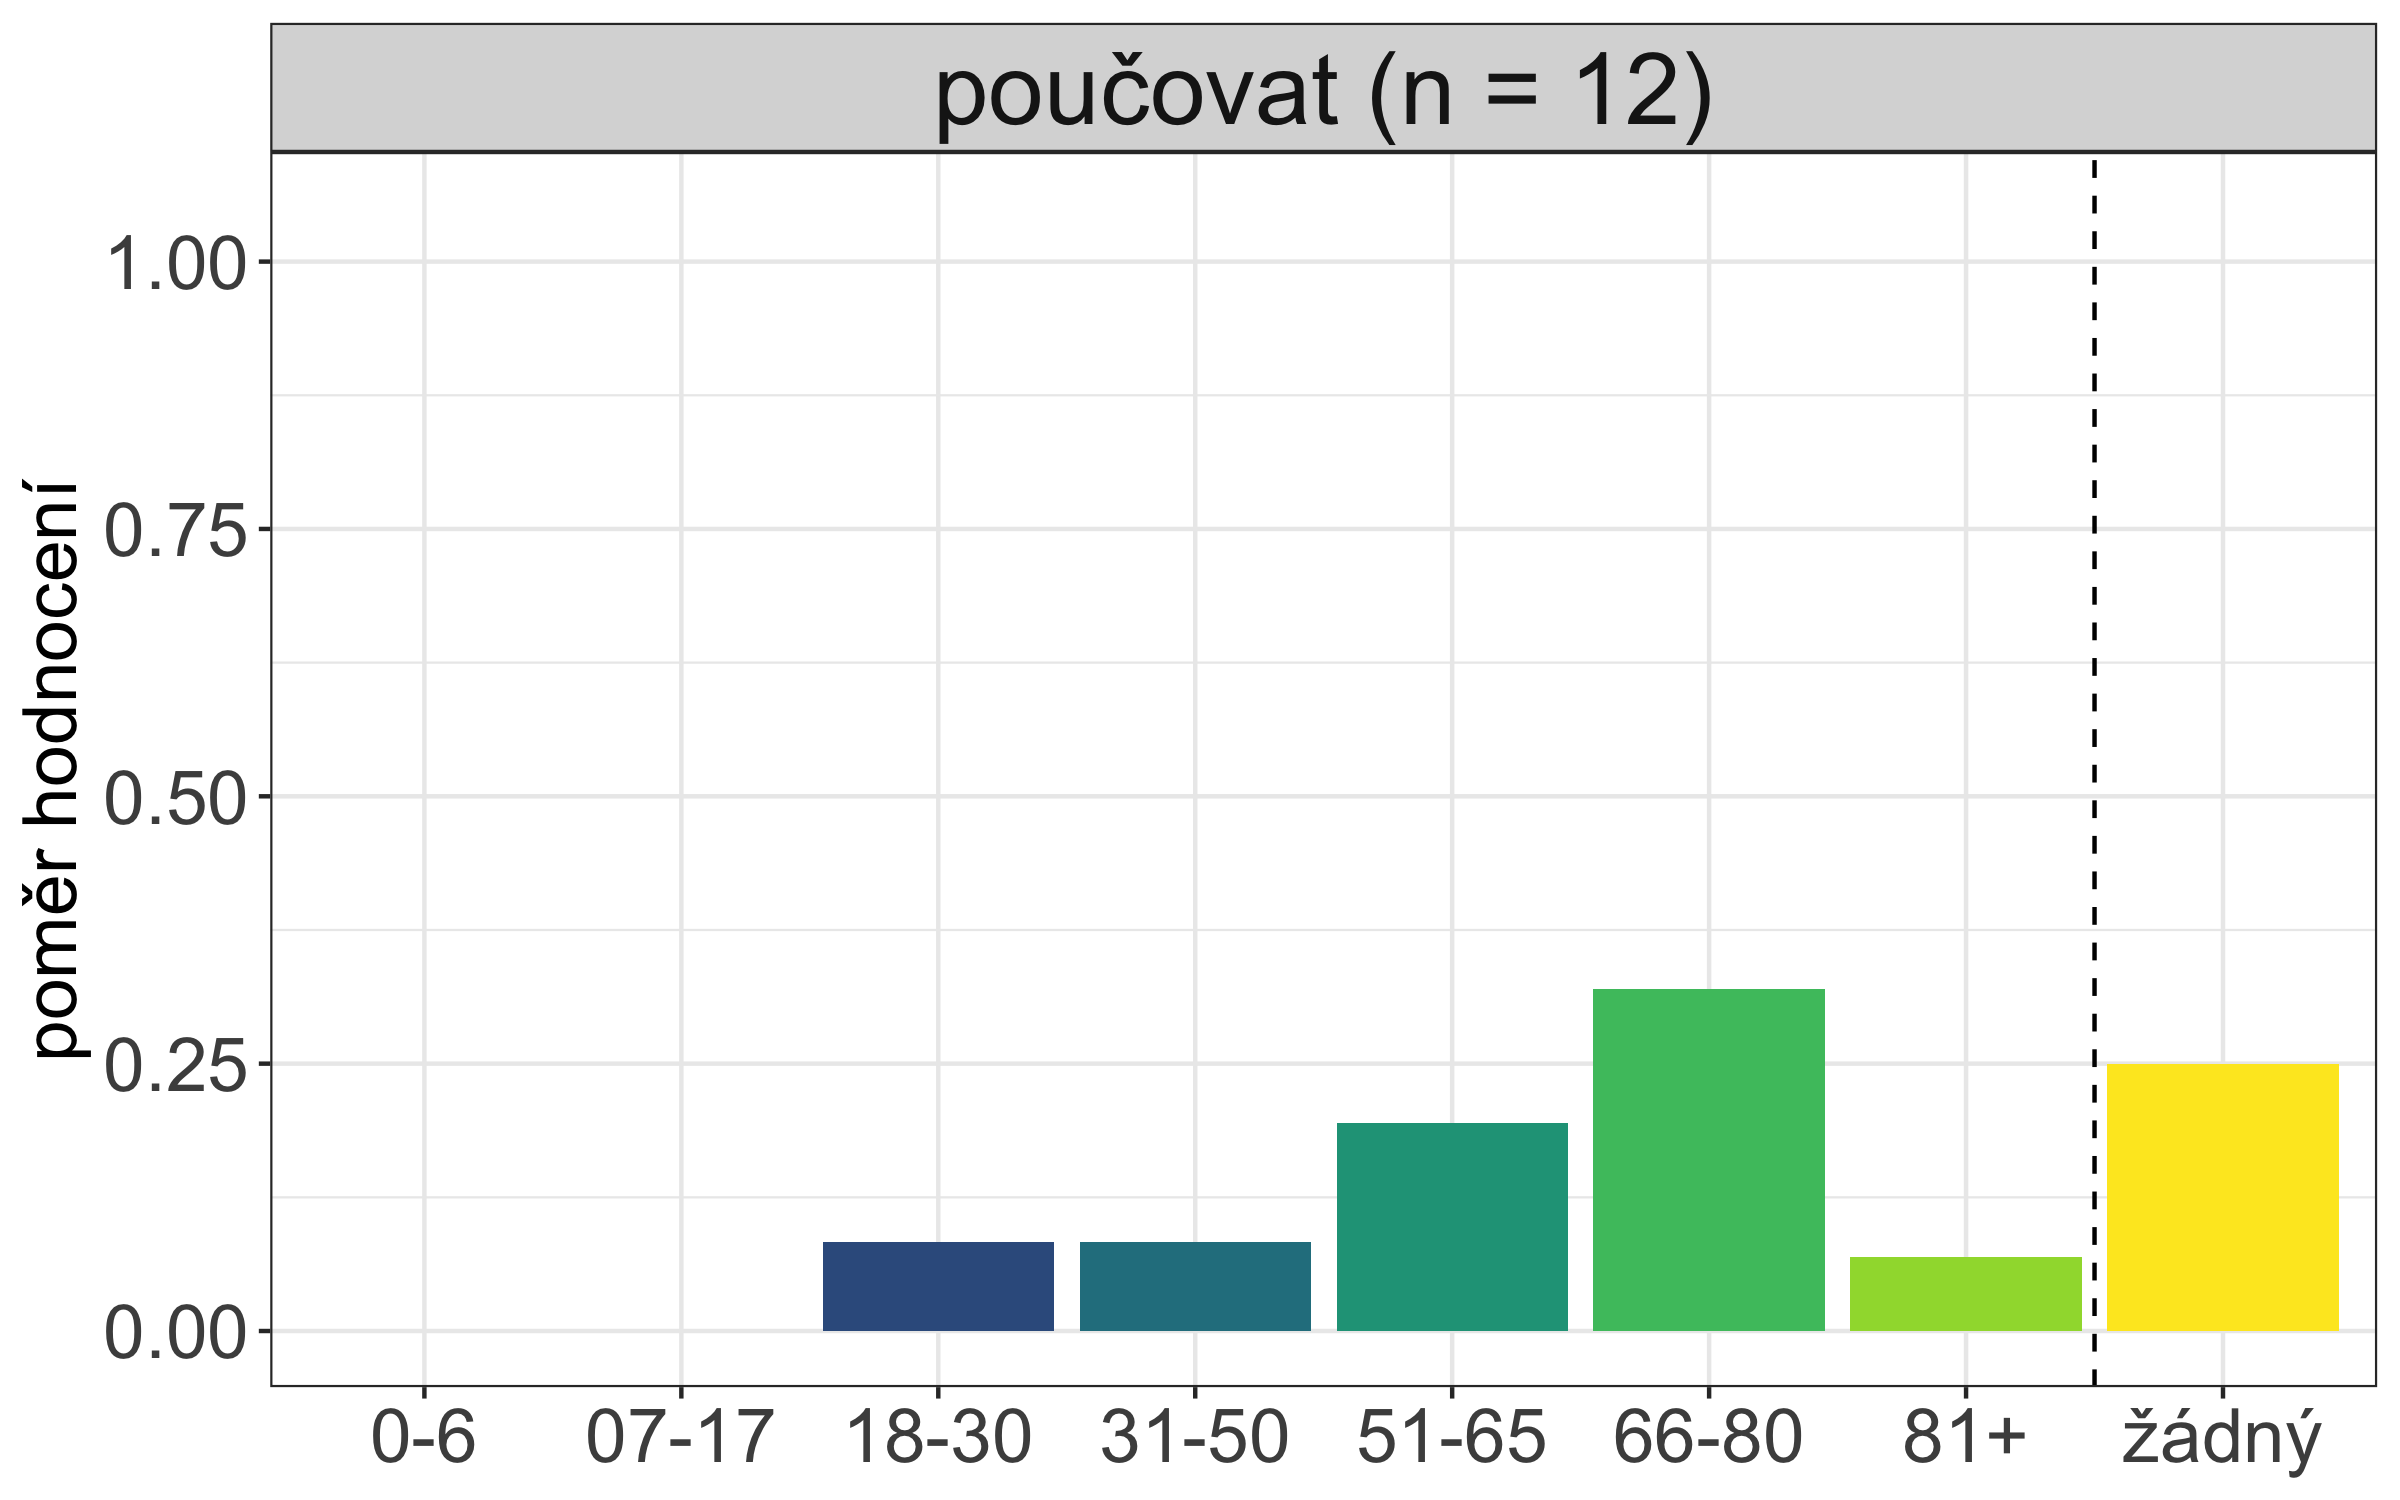 poučovat (n = 12)
poměr hodnocení
1.00
0.75
0.50
0.25
0.00
0-6 07-17 18-30 31-50 51-65 66-80 81+ žádný